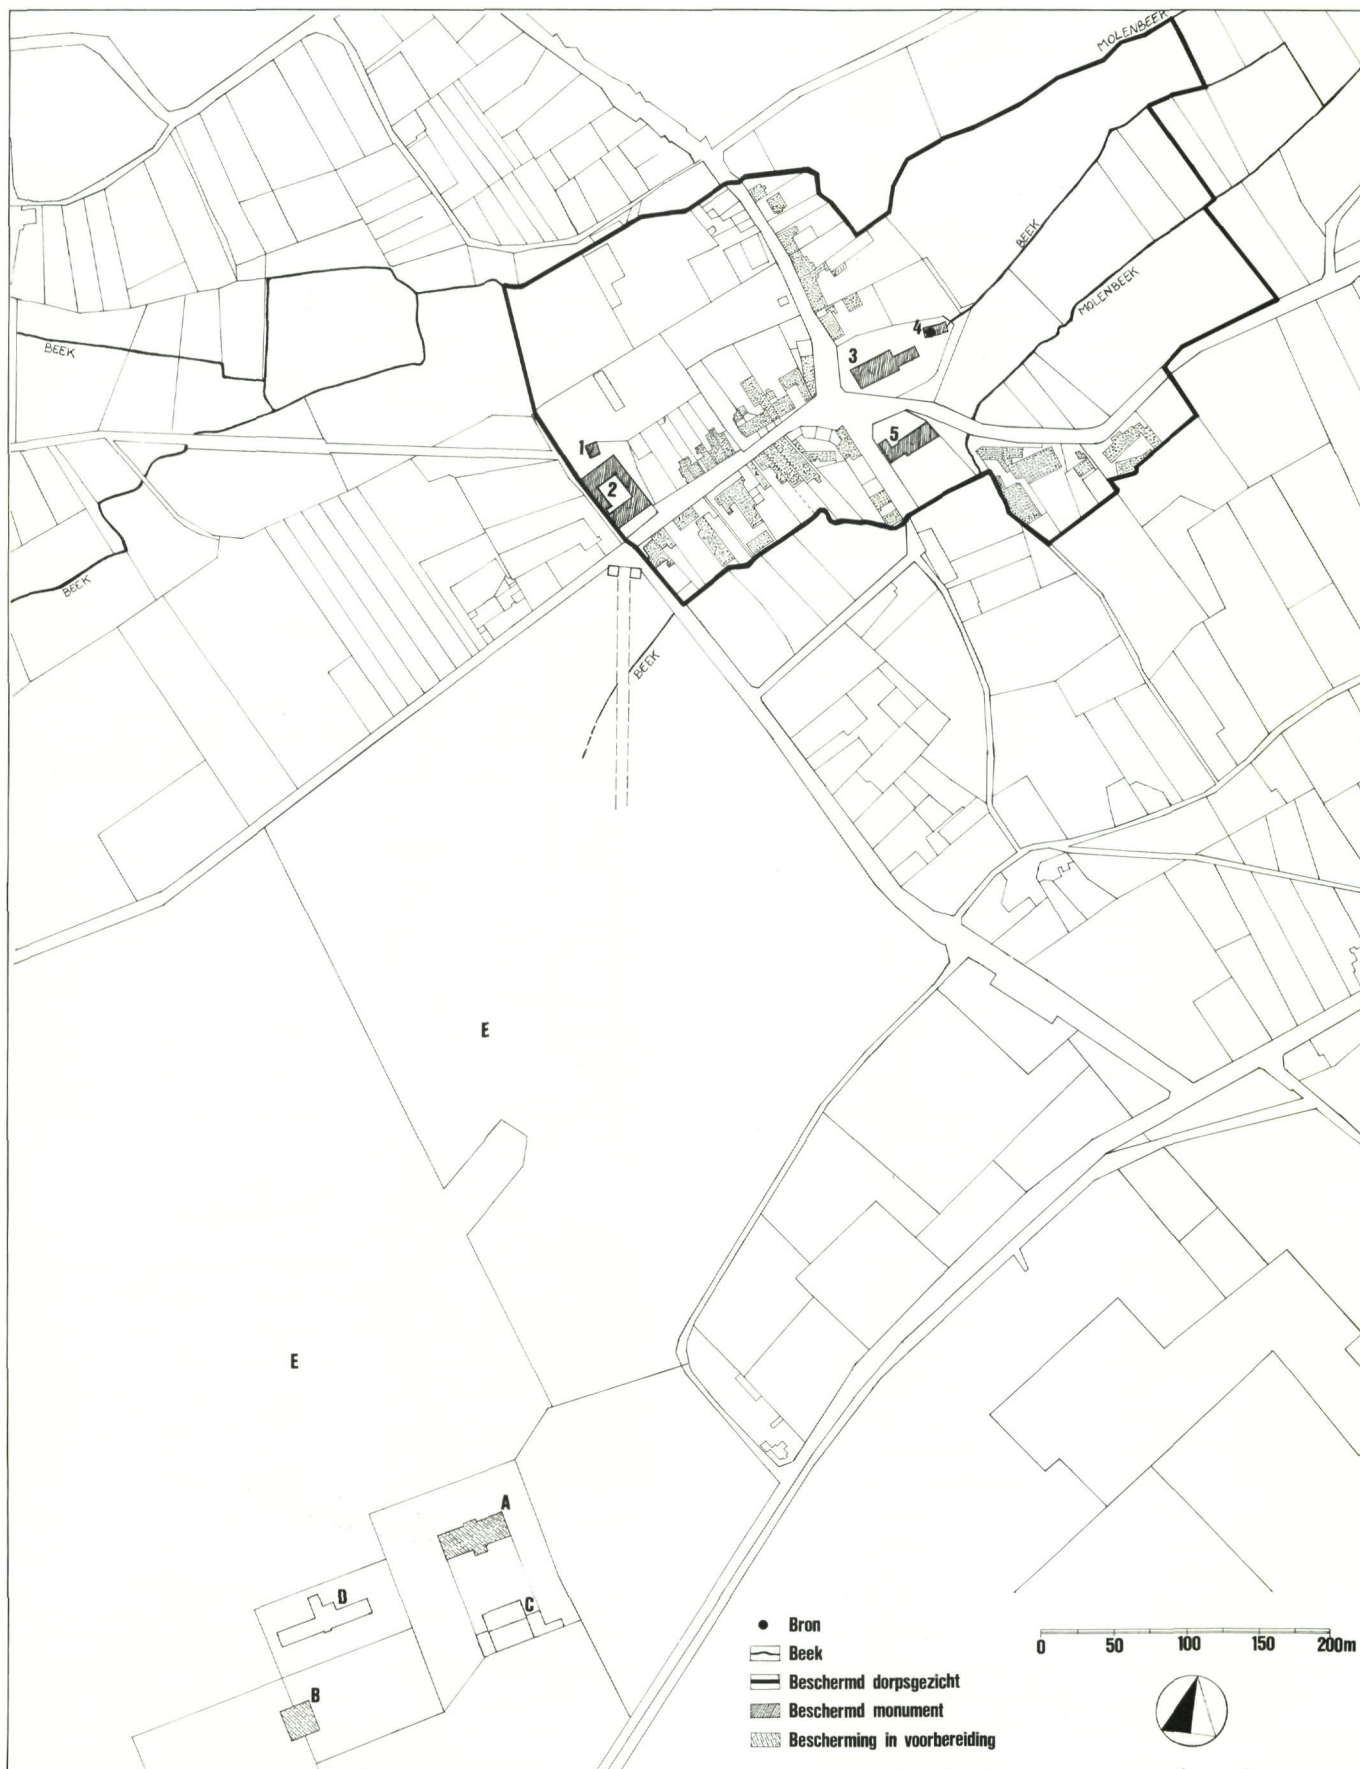 MOLENBEEK
BEEK
MOLENBEEK
BEEK
4
3
5
1
2
BEEK
BEEK
E
E
A
D
C
B
Bron
Beek
Beschermd dorpsgezicht
Beschermd monument
Bescherming in voorbereiding
0 50 100 150 200m